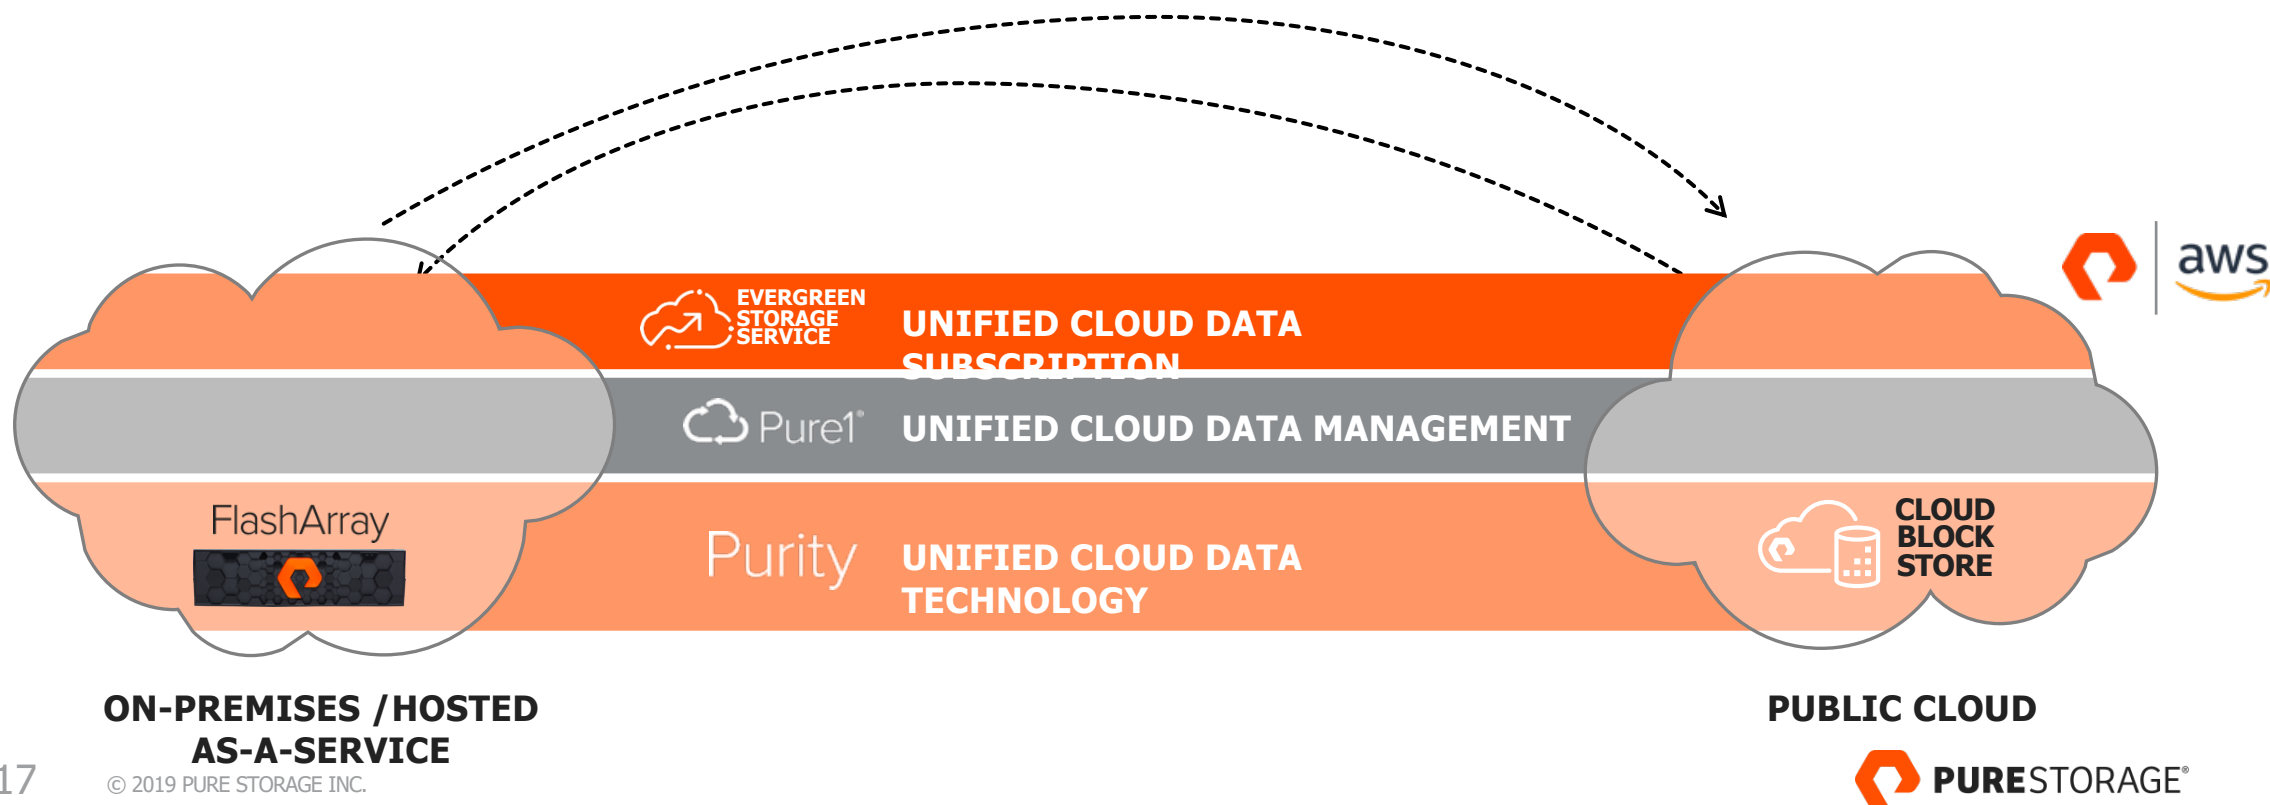 aws
EVERGREEN
STORAGE
SERVICE
UNIFIED CLOUD DATA
SUBSCRIPTION
Pure1®
UNIFIED CLOUD DATA MANAGEMENT
FlashArray
Purity
UNIFIED CLOUD DATA
TECHNOLOGY
CLOUD
BLOCK
STORE
ON-PREMISES /HOSTED
AS-A-SERVICE
PUBLIC CLOUD
17
© 2019 PURE STORAGE INC.
PURESTORAGE®